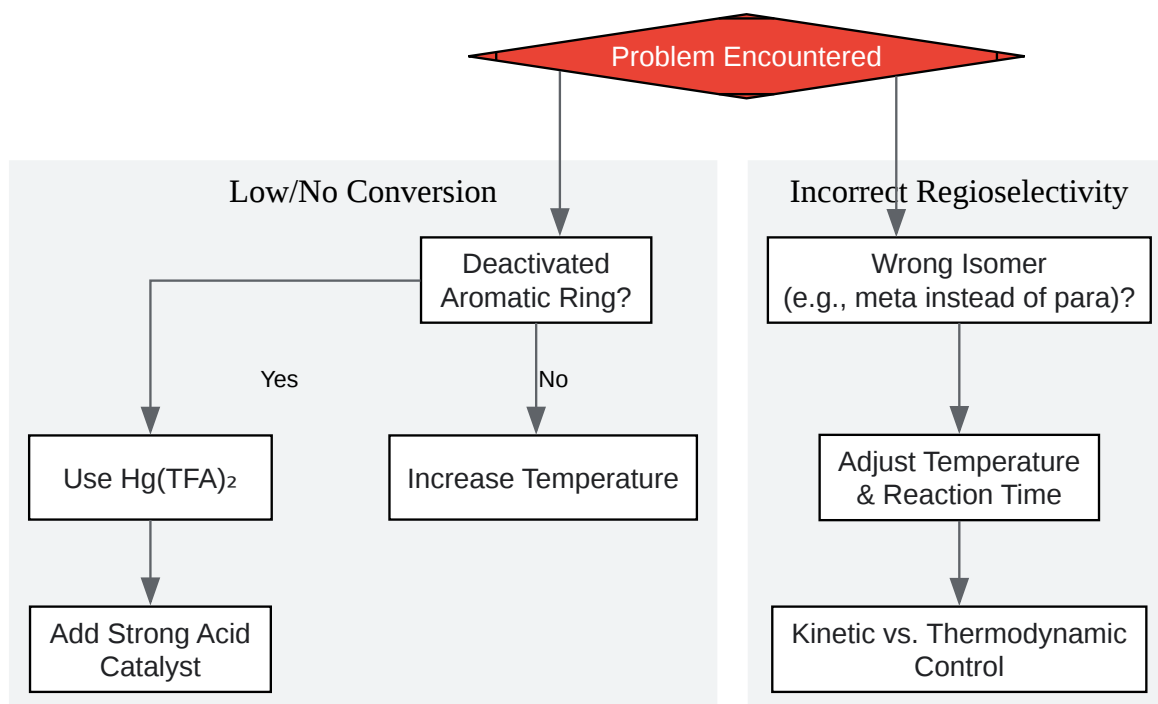 Problem Encountered
Low/No Conversion
Deactivated
Aromatic Ring?
Yes
No
Use Hg(TFA)₂
Increase Temperature
Add Strong Acid
Catalyst
Incorrect Regioselectivity
Wrong Isomer
(e.g., meta instead of para)?
Adjust Temperature
& Reaction Time
Kinetic vs. Thermodynamic
Control